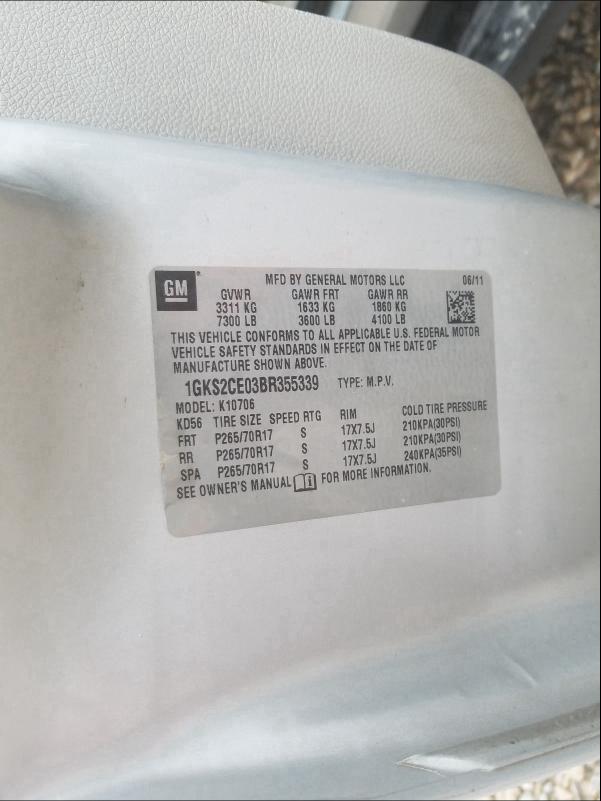 GM
MFD BY GENERAL MOTORS LLC 06/11
GVWR GAWR FRT GAWR RR
3311 KG 1633 KG 1860 KG
7300 LB 3600 LB 4100 LB
THIS VEHICLE CONFORMS TO ALL APPLICABLE U.S. FEDERAL MOTOR
VEHICLE SAFETY STANDARDS IN EFFECT ON THE DATE OF
MANUFACTURE SHOWN ABOVE.
1GKS2CE03BR355339 TYPE: M.P.V.
MODEL: K10706
KD56 TIRE SIZE SPEED RTG RIM COLD TIRE PRESSURE
FRT P265/70R17 S 17X7.5J 210KPA(30PSI)
RR P265/70R17 S 17X7.5J 210KPA(30PSI)
SPA P265/70R17 S 17X7.5J 240KPA(35PSI)
SEE OWNER'S MANUAL FOR MORE INFORMATION.